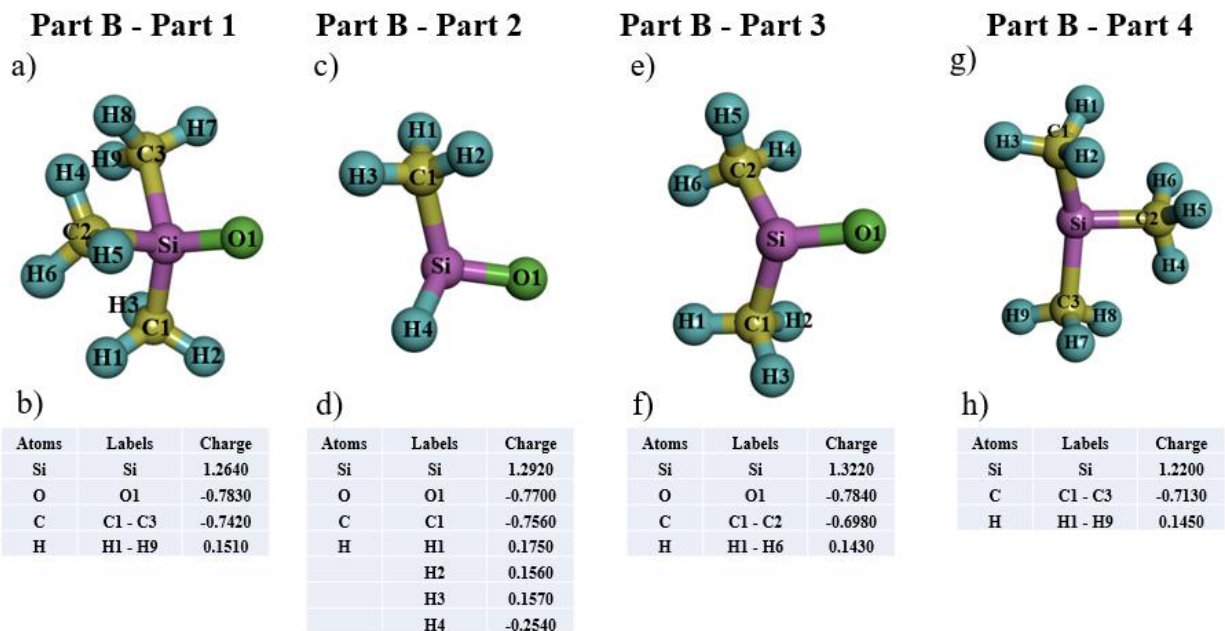 Part B - Part 1 Part B - Part 2 Part B - Part 3 Part B - Part 4
a)
H8
H7
C3
H9
H4
C2
Si
O1
H5
H6
H3
C1
H1
H2
c)
H1
H2
H3
C1
Si
O1
H4
e)
H5
H4
C2
H6
Si
O1
H1
C1
H2
H3
g)
H1
C1
H3
H2
H6
Si
C2
H5
H4
C3
H9
H8
H7
b)
Atoms Labels Charge
Si Si 1.2640
O O1 -0.7830
C C1 - C3 -0.7420
H H1 - H9 0.1510
d)
Atoms Labels Charge
Si Si 1.2920
O O1 -0.7700
C C1 -0.7560
H H1 0.1750
H2 0.1560
H3 0.1570
H4 -0.2540
f)
Atoms Labels Charge
Si Si 1.3220
O O1 -0.7840
C C1 - C2 -0.6980
H H1 - H6 0.1430
h)
Atoms Labels Charge
Si Si 1.2200
C C1 - C3 -0.7130
H H1 - H9 0.1450